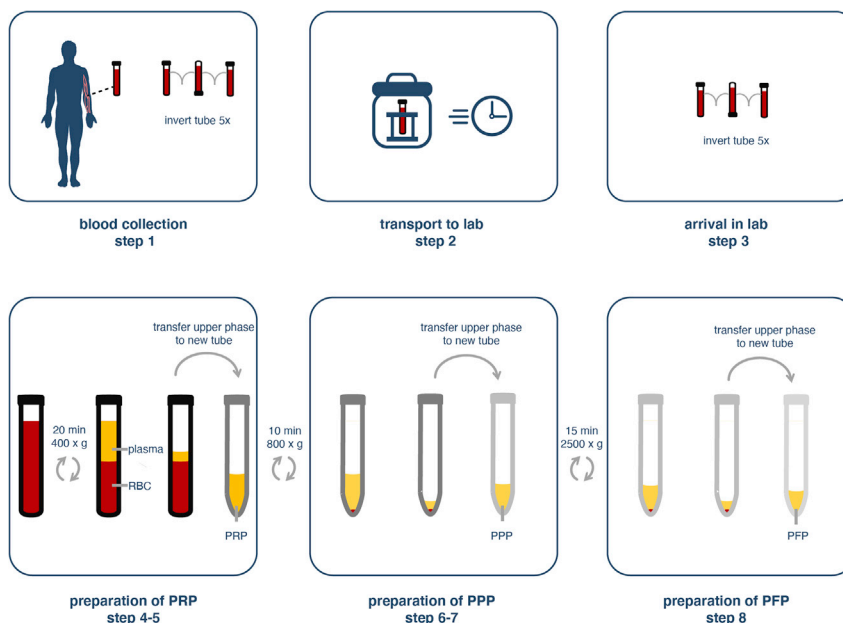 invert tube 5x
blood collection
step 1
transport to lab
step 2
invert tube 5x
arrival in lab
step 3
transfer upper phase
to new tube
20 min
400 x g
plasma
RBC
PRP
preparation of PRP
step 4-5
10 min
800 x g
transfer upper phase
to new tube
PPP
preparation of PPP
step 6-7
15 min
2500 x g
transfer upper phase
to new tube
PFP
preparation of PFP
step 8